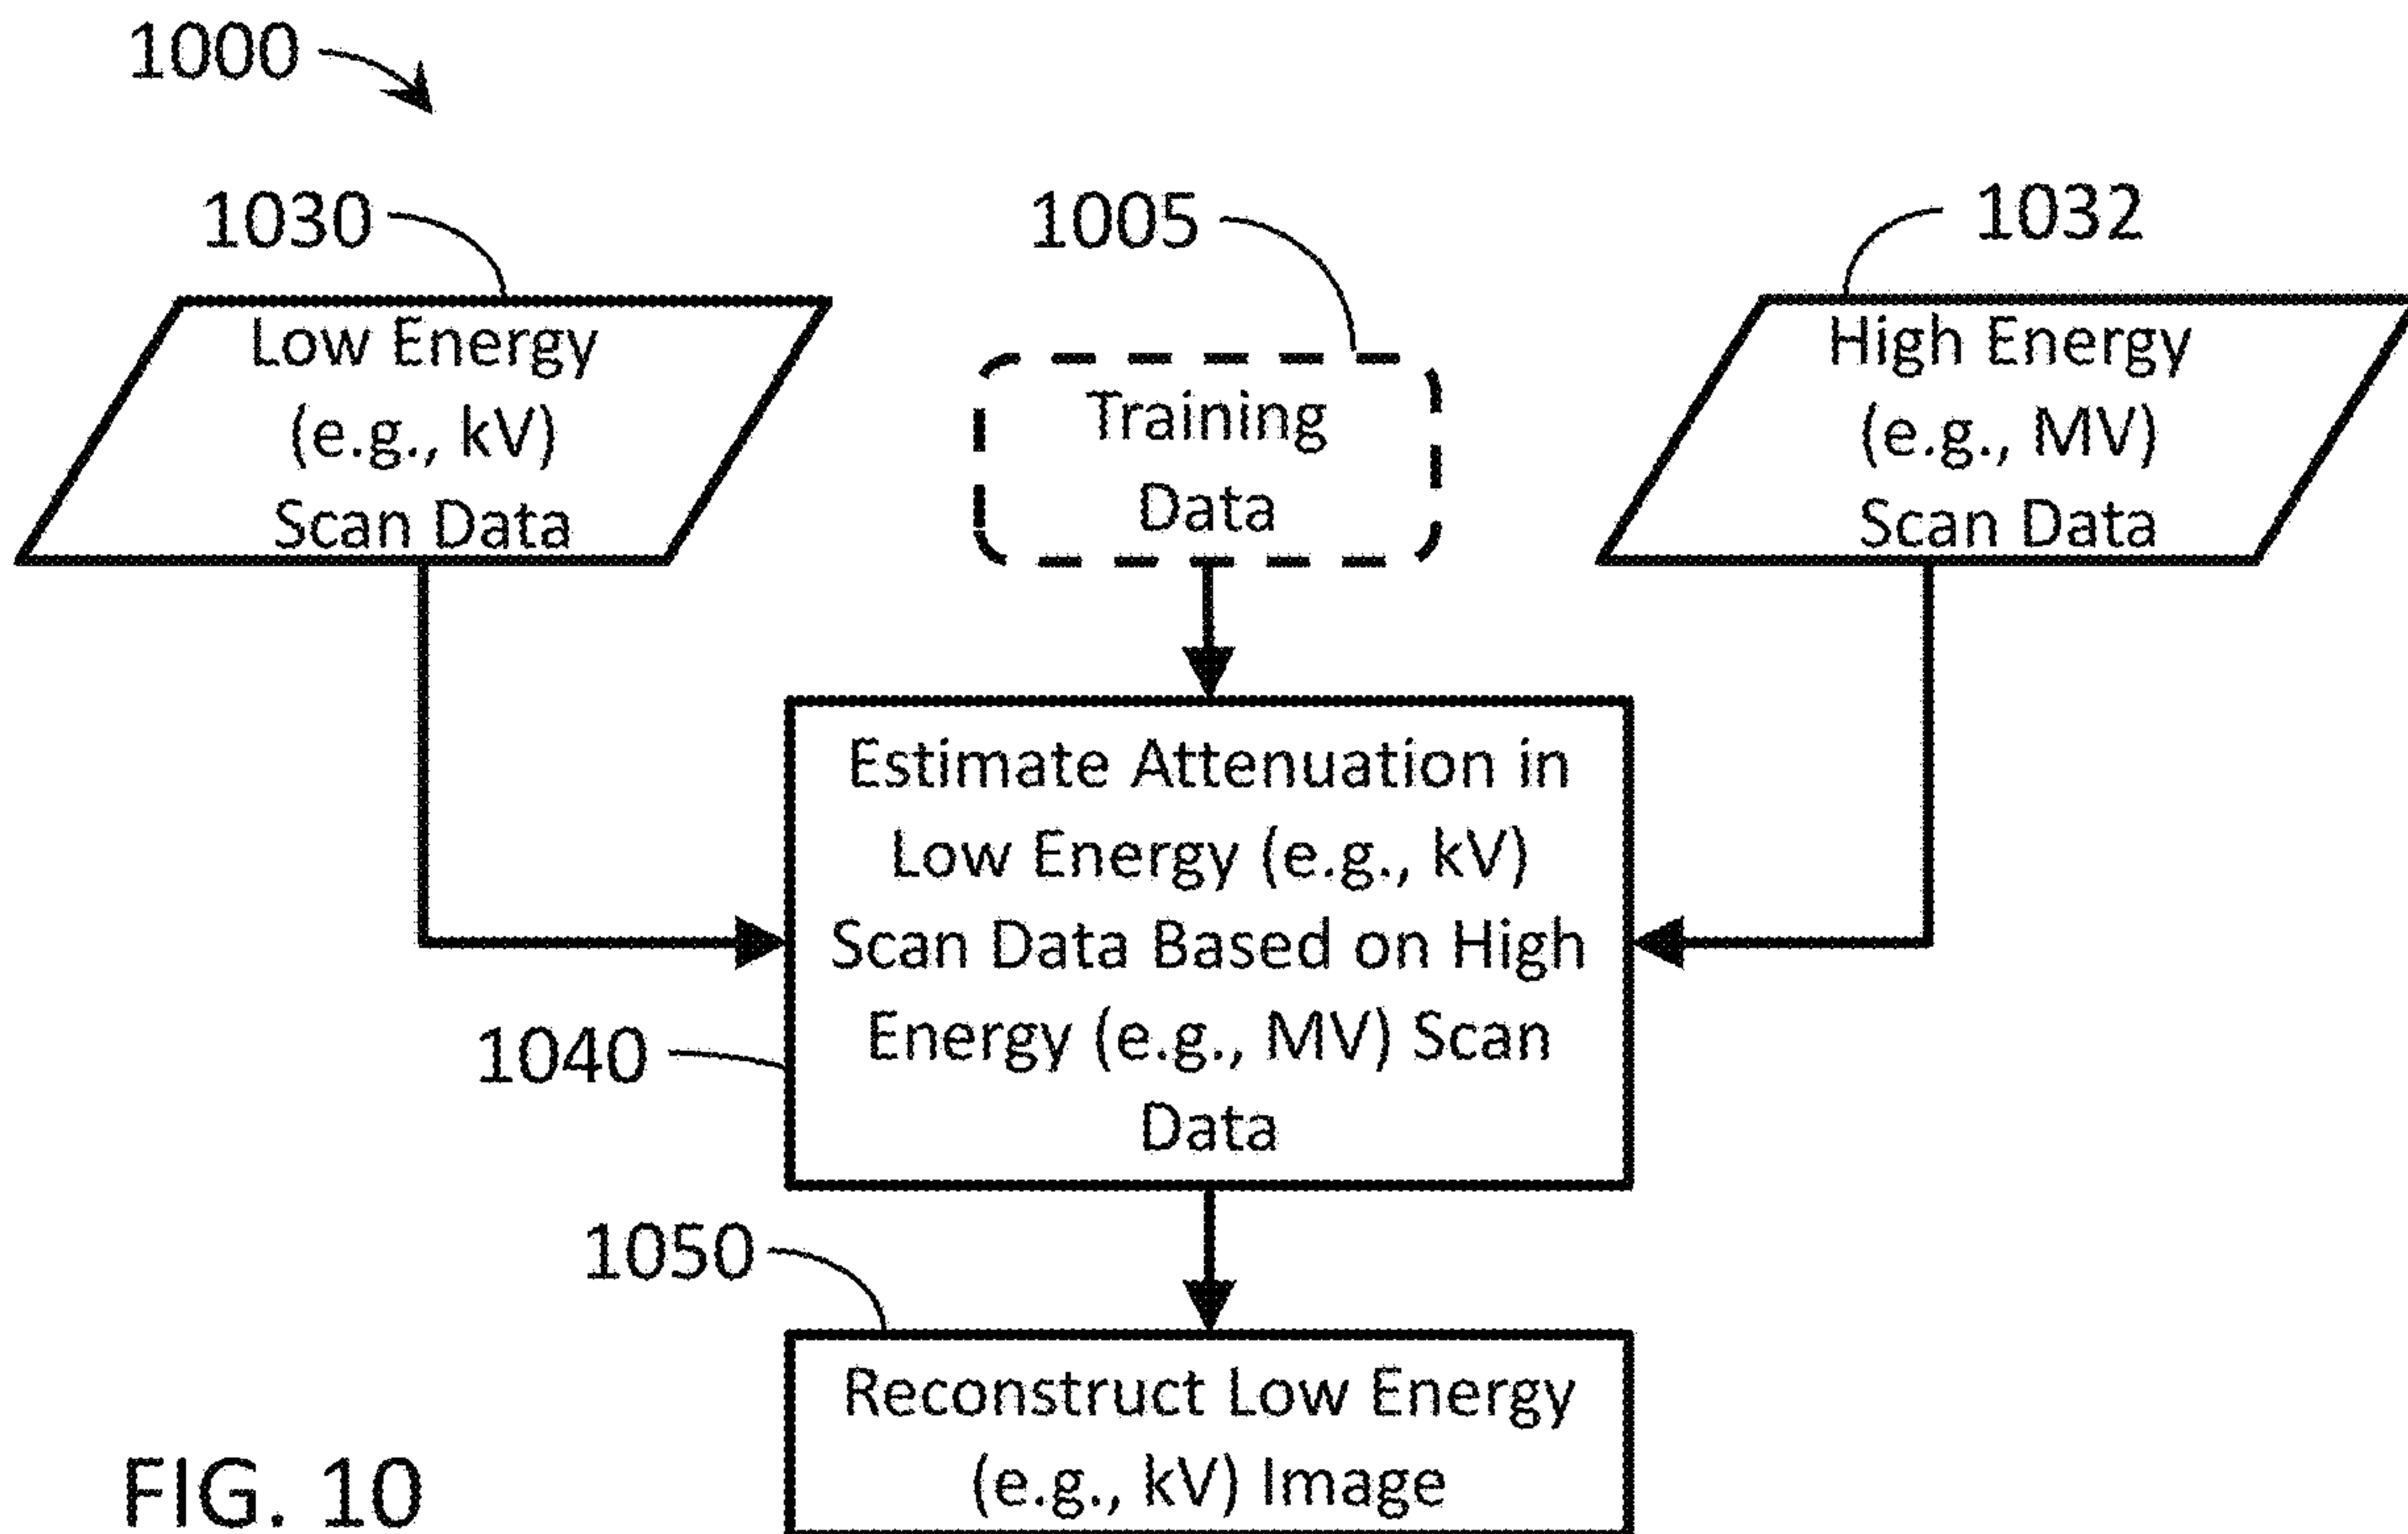 1000
1030
1005
1032
Low Energy
(e.g., kV)
Scan Data
Training
Data
High Energy
(e.g., MV)
Scan Data
Estimate Attenuation in
Low Energy (e.g., kV)
Scan Data Based on High
Energy (e.g., MV) Scan
Data
1040
1050
Reconstruct Low Energy
(e.g., kV) Image
FIG. 10